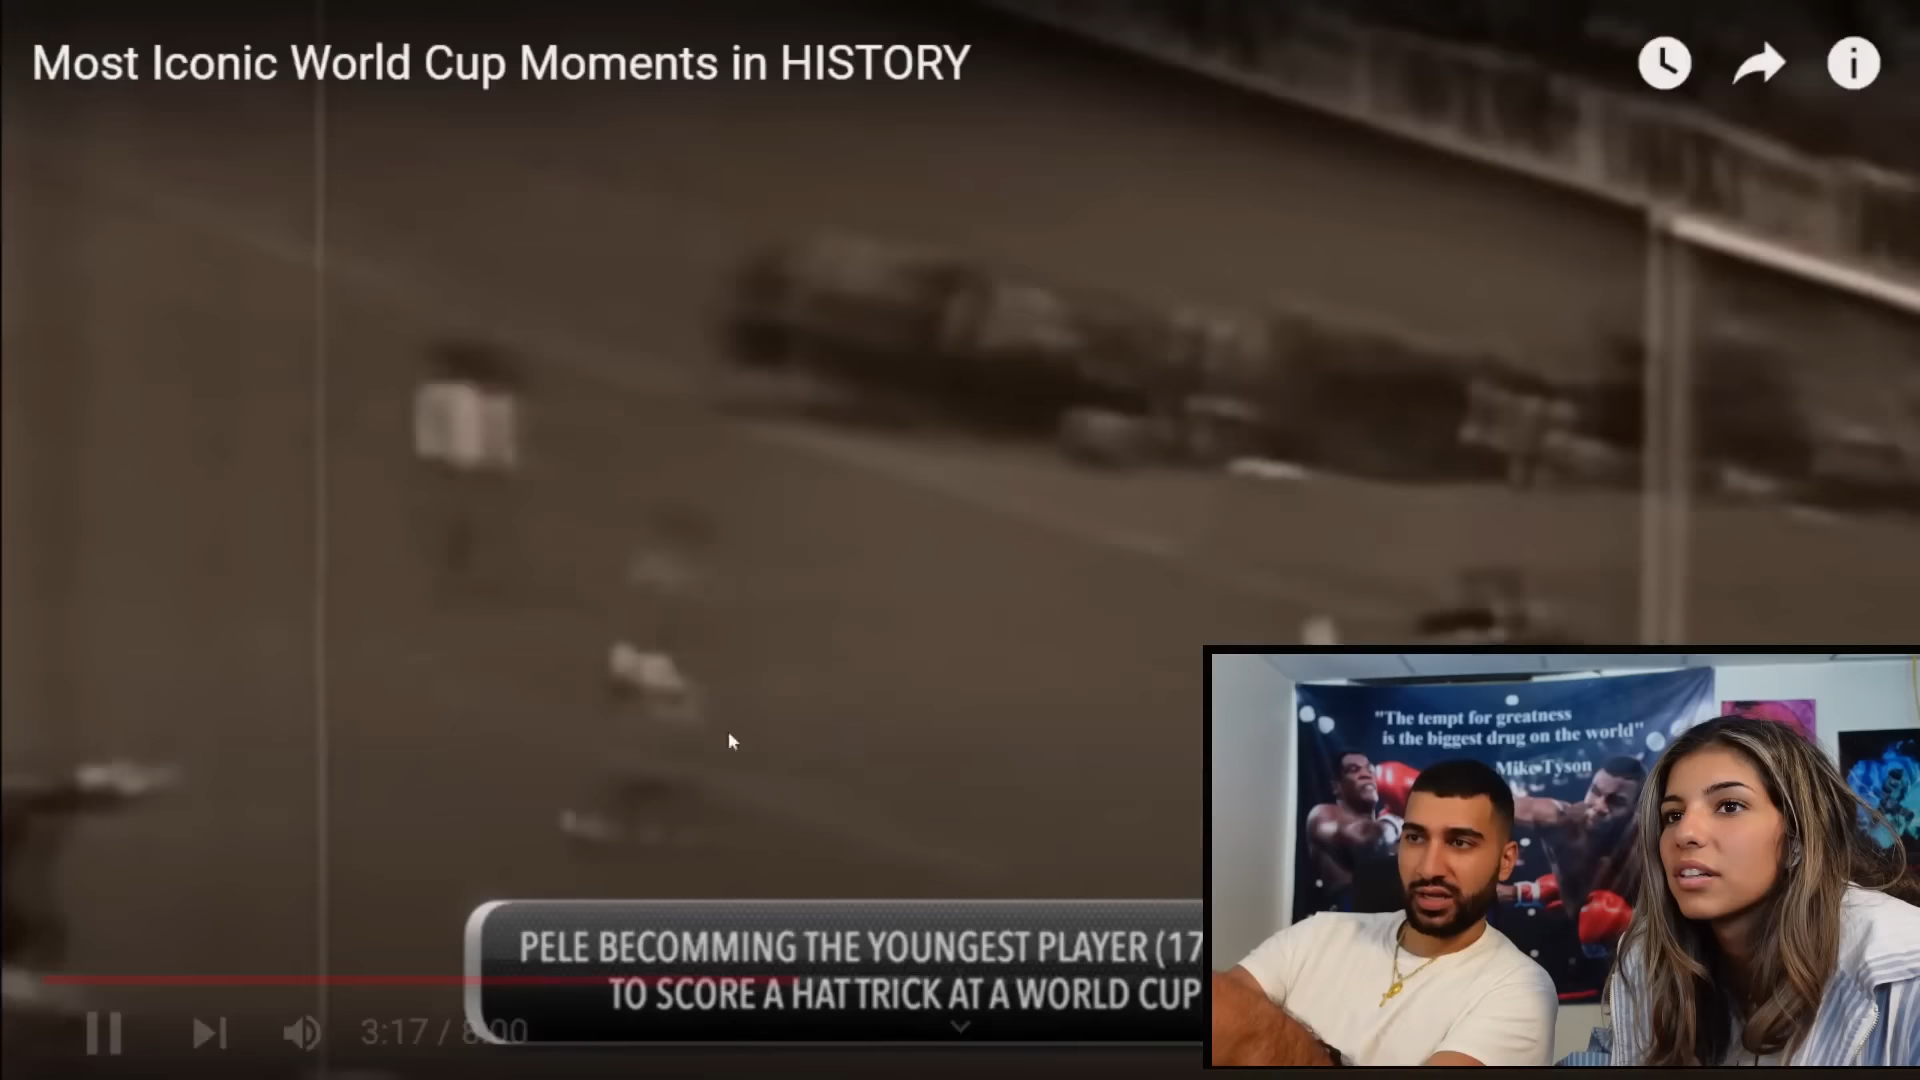 Most Iconic World Cup Moments in HISTORY
"The tempt for greatness
is the biggest drug on the world"
Mike Tyson
PELE BECOMMING THE YOUNGEST PLAYER (17
TO SCORE A HAT TRICK AT A WORLD CUP
3:17 / 8:00